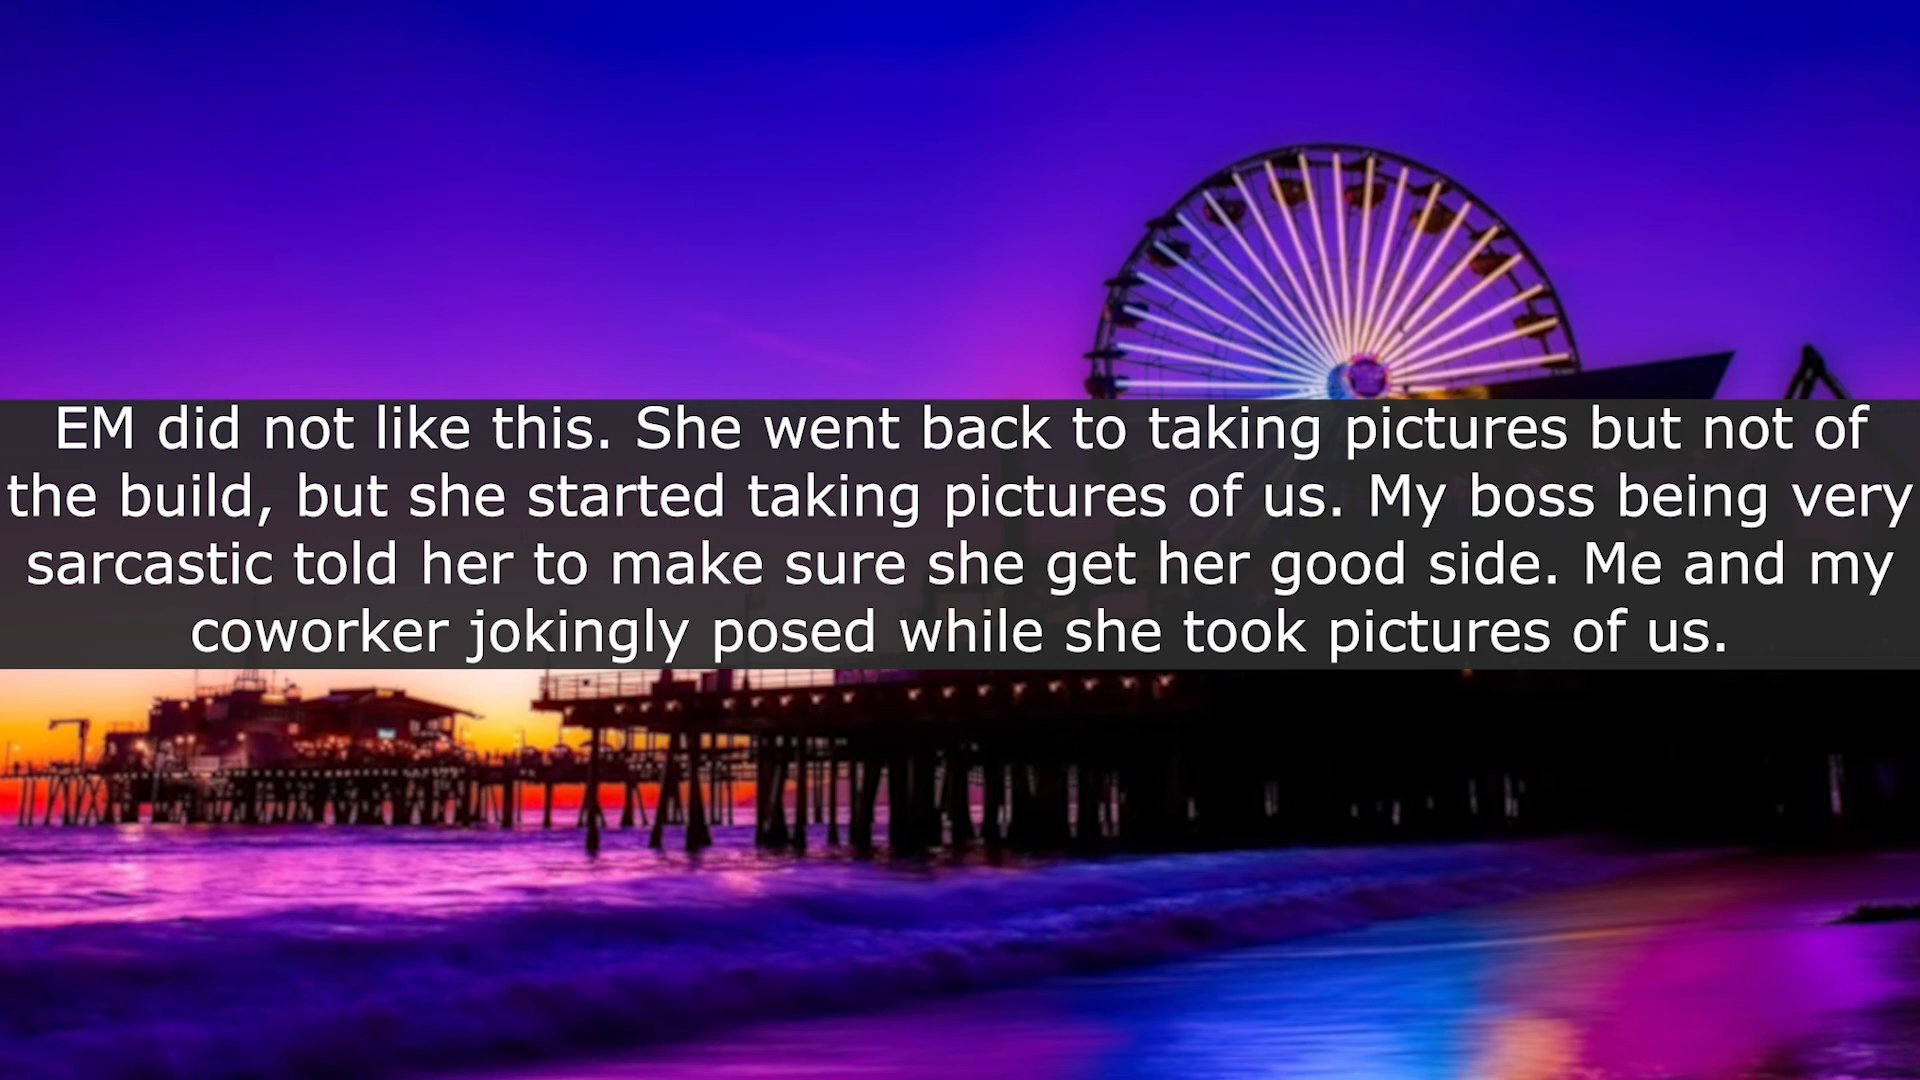 EM did not like this. She went back to taking pictures but not of
the build, but she started taking pictures of us. My boss being very
sarcastic told her to make sure she get her good side. Me and my
coworker jokingly posed while she took pictures of us.